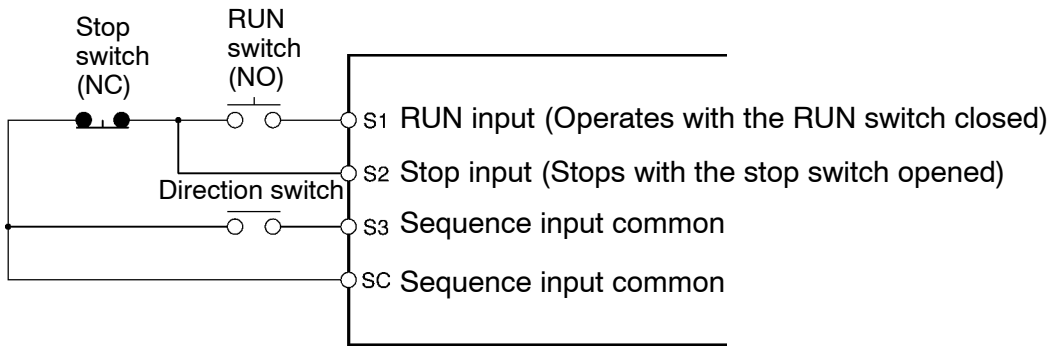 Stop
switch
(NC)
RUN
switch
(NO)
S1 RUN input (Operates with the RUN switch closed)
S2 Stop input (Stops with the stop switch opened)
Direction switch
S3 Sequence input common
SC Sequence input common